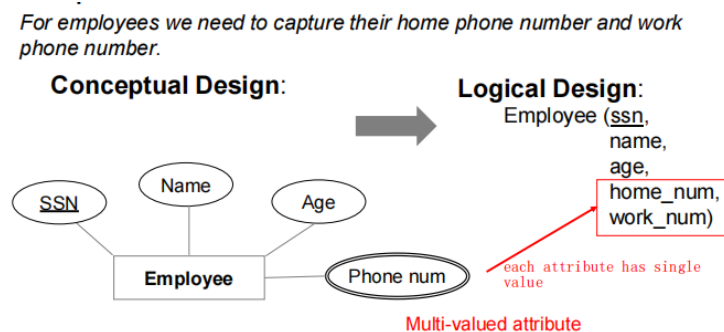 For employees we need to capture their home phone number and work
phone number.
Conceptual Design:
Logical Design:
Employee (ssn,
name,
age,
home_num,
work_num)
SSN
Name
Age
Employee
Phone num
each attribute has single
value
Multi-valued attribute